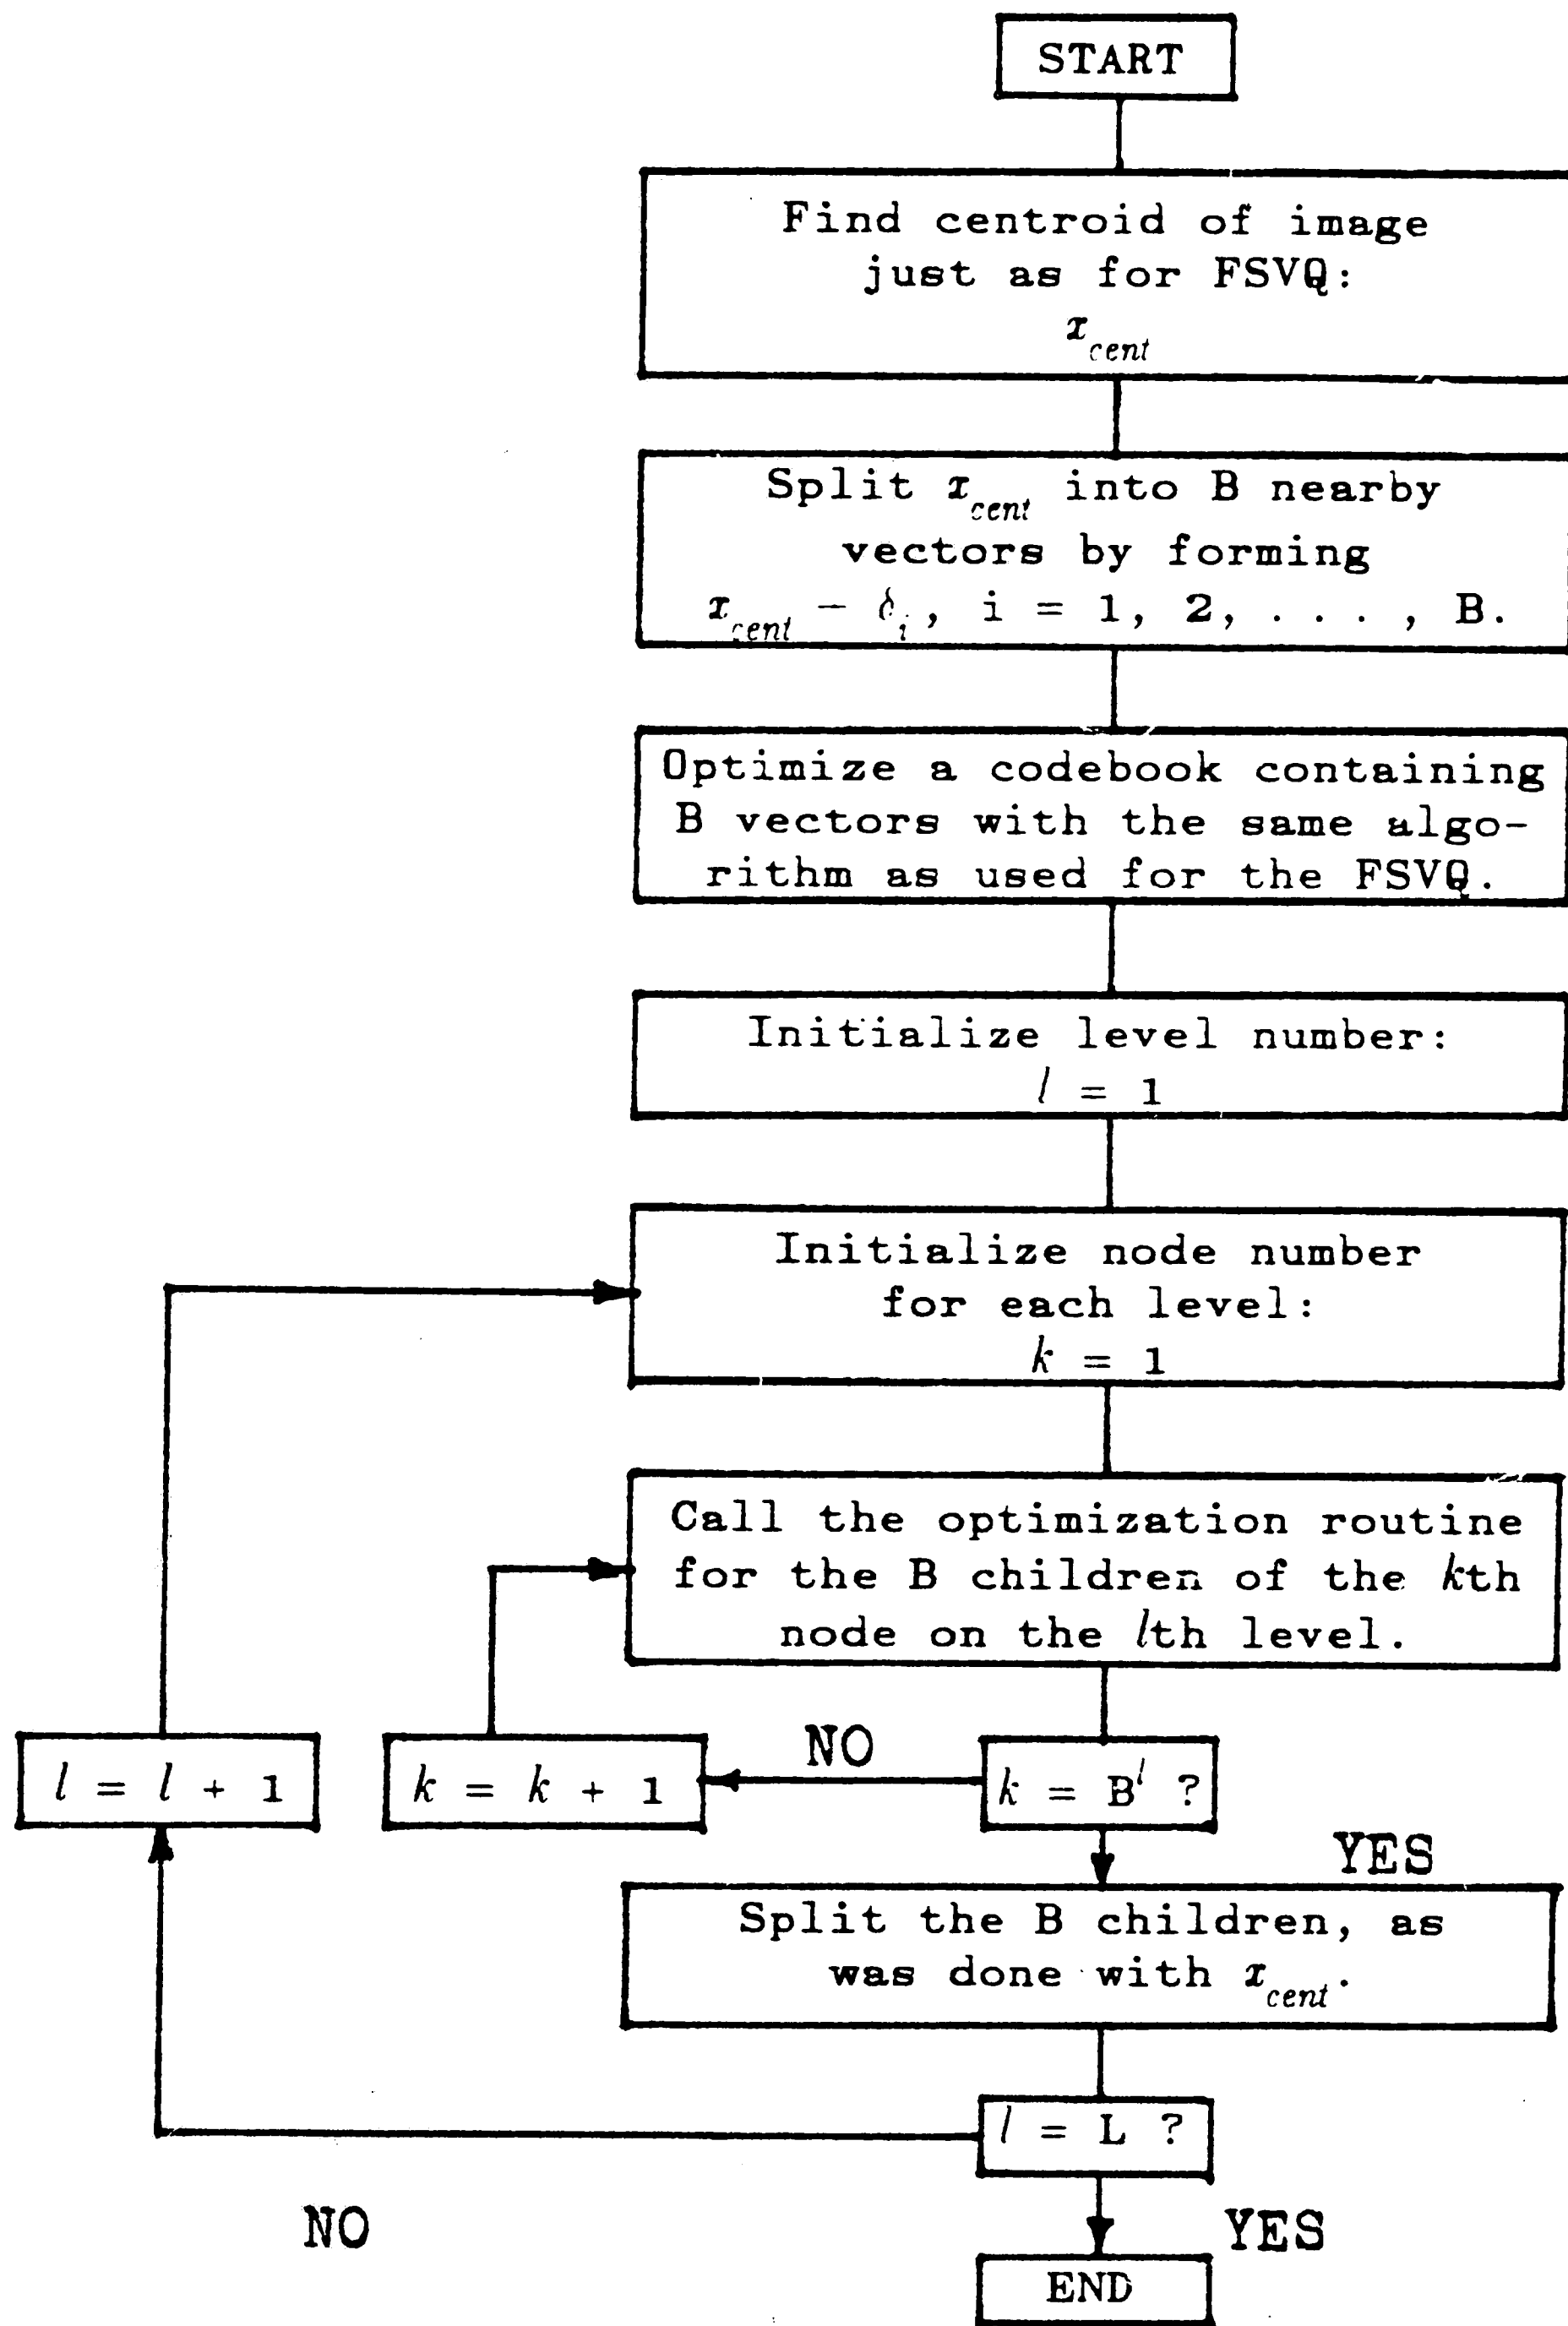 START
Find centroid of image
just as for FSVQ:
x_cent
Split x_cent into B nearby
vectors by forming
x_cent − δ_i, i = 1, 2, . . . , B.
Optimize a codebook containing
B vectors with the same algo-
rithm as used for the FSVQ.
Initialize level number:
l = 1
Initialize node number
for each level:
k = 1
Call the optimization routine
for the B children of the kth
node on the lth level.
k = B^l ?
NO
k = k + 1
l = l + 1
YES
Split the B children, as
was done with x_cent.
l = L ?
NO
YES
END